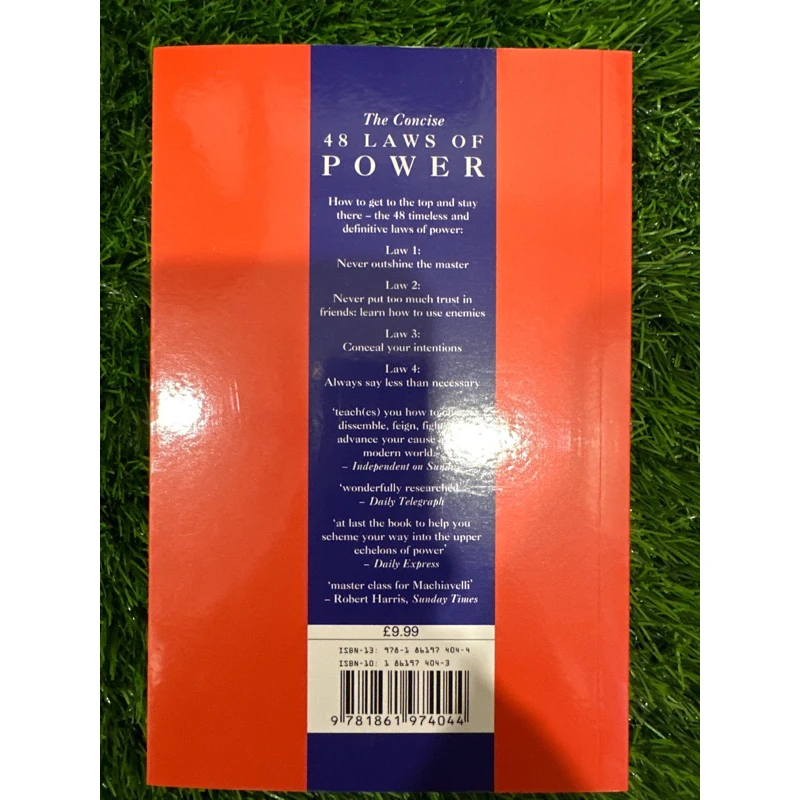 The Concise
48 LAWS OF
POWER
How to get to the top and stay
there – the 48 timeless and
definitive laws of power:
Law 1:
Never outshine the master
Law 2:
Never put too much trust in
friends: learn how to use enemies
Law 3:
Conceal your intentions
Law 4:
Always say less than necessary
‘teach(es) you how to
dissemble, feign,
advance your cause
modern world.
– Independent on
‘wonderfully researched’
– Daily Telegraph
‘at last the book to help you
scheme your way into the upper
echelons of power’
– Daily Express
‘master class for Machiavelli’
– Robert Harris, Sunday Times
£9.99
ISBN-13: 978-1 86197 404-4
ISBN-10: 1 86197 404-3
9 781861 974044